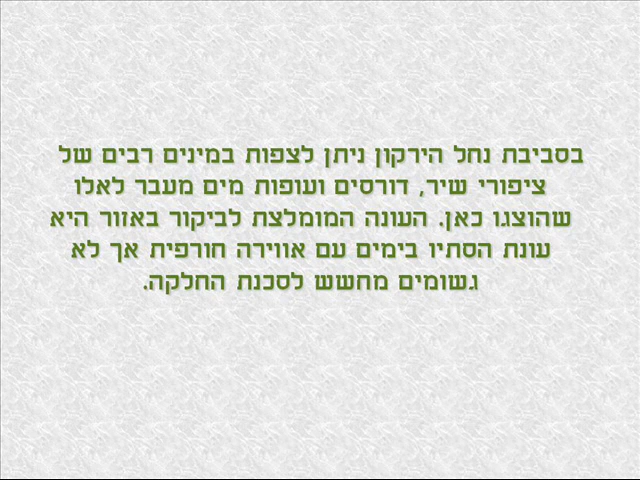 בסביבת נחל הירקון ניתן לצפות במינים רבים של
ציפורי שיר, דורסים ועופות מים מעבר לאלו
שהוצגו כאן. העונה המומלצת לביקור באזור היא
עונת הסתיו בימים עם אווירה חורפית אך לא
גשומים מחשש לסכנת החלקה.